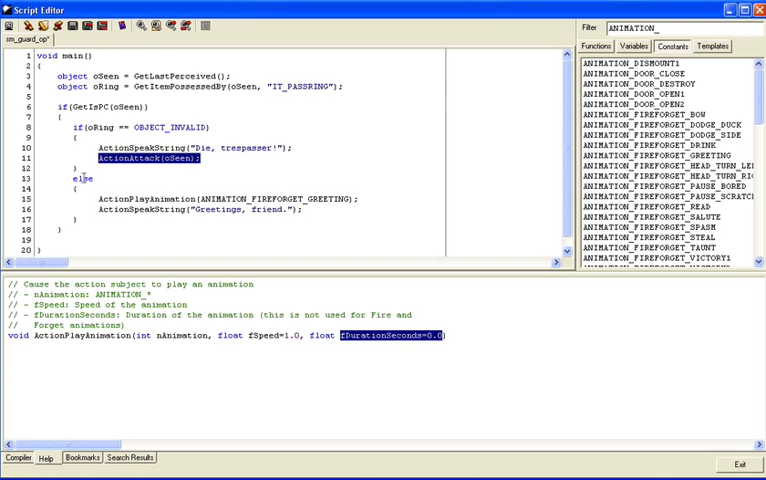 Script Editor
Filter ANIMATION_
sm_guard_op*
Functions Variables Constants Templates
1 void main()
2 {
3 object oSeen = GetLastPerceived();
4 object oRing = GetItemPossessedBy(oSeen, "IT_PASSRING");
5
6 if(GetIsPC(oSeen))
7 {
8 if(oRing == OBJECT_INVALID)
9 {
10 ActionSpeakString("Die, trespasser!");
11 ActionAttack(oSeen);
12 }
13 else
14 {
15 ActionPlayAnimation(ANIMATION_FIREFORGET_GREETING);
16 ActionSpeakString("Greetings, friend.");
17 }
18 }
19
20 }
ANIMATION_DISMOUNT1
ANIMATION_DOOR_CLOSE
ANIMATION_DOOR_DESTROY
ANIMATION_DOOR_OPEN1
ANIMATION_DOOR_OPEN2
ANIMATION_FIREFORGET_BOW
ANIMATION_FIREFORGET_DODGE_DUCK
ANIMATION_FIREFORGET_DODGE_SIDE
ANIMATION_FIREFORGET_DRINK
ANIMATION_FIREFORGET_GREETING
ANIMATION_FIREFORGET_HEAD_TURN_LE
ANIMATION_FIREFORGET_HEAD_TURN_RIG
ANIMATION_FIREFORGET_PAUSE_BORED
ANIMATION_FIREFORGET_PAUSE_SCRATC
ANIMATION_FIREFORGET_READ
ANIMATION_FIREFORGET_SALUTE
ANIMATION_FIREFORGET_SPASM
ANIMATION_FIREFORGET_STEAL
ANIMATION_FIREFORGET_TAUNT
ANIMATION_FIREFORGET_VICTORY1
// Cause the action subject to play an animation
// - nAnimation: ANIMATION_*
// - fSpeed: Speed of the animation
// - fDurationSeconds: Duration of the animation (this is not used for Fire and
// Forget animations)
void ActionPlayAnimation(int nAnimation, float fSpeed=1.0, float fDurationSeconds=0.0)
Compiler Help Bookmarks Search Results
Exit